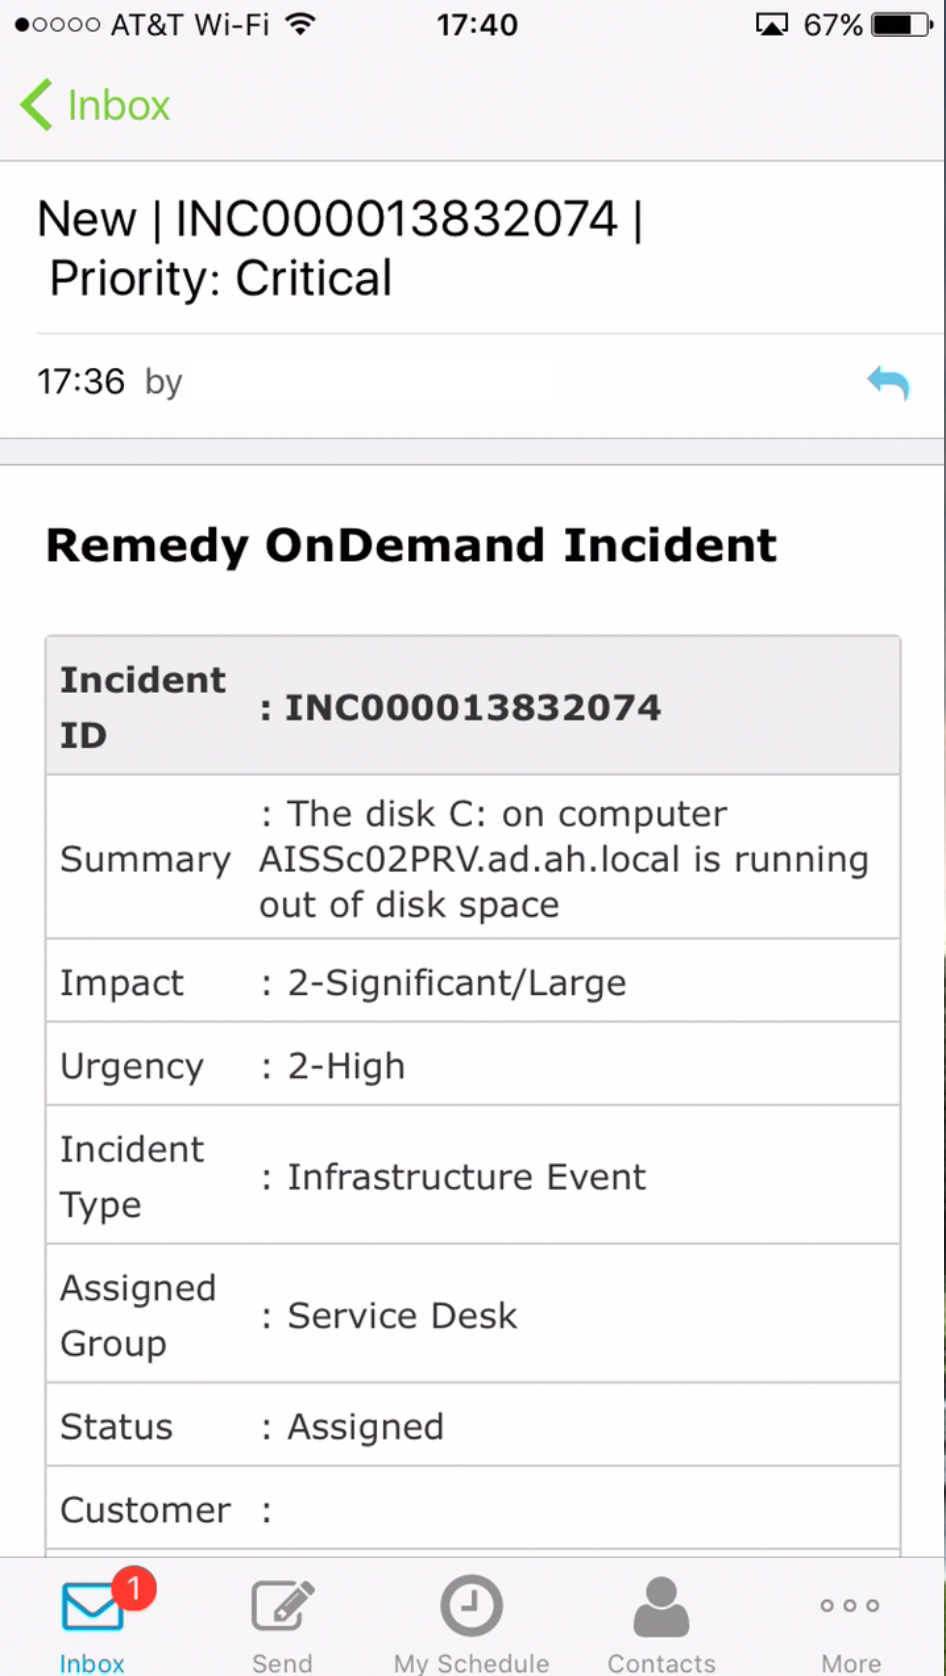 AT&T Wi-Fi 17:40 67%
Inbox
New | INC000013832074 |
Priority: Critical
17:36 by
Remedy OnDemand Incident
Incident
ID
: INC000013832074
: The disk C: on computer
Summary AISSc02PRV.ad.ah.local is running
out of disk space
Impact : 2-Significant/Large
Urgency : 2-High
Incident
Type
: Infrastructure Event
Assigned
Group
: Service Desk
Status : Assigned
Customer :
1
Inbox Send My Schedule Contacts More